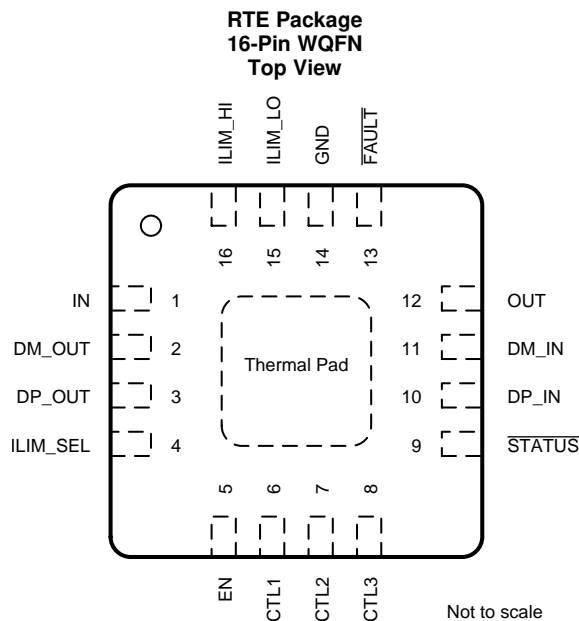 RTE Package
16-Pin WQFN
Top View
ILIM_HI
ILIM_LO
GND
FAULT
16
15
14
13
IN 1
12 OUT
DM_OUT 2
11 DM_IN
DP_OUT 3
Thermal Pad
10 DP_IN
ILIM_SEL 4
9 STATUS
5
6
7
8
EN
CTL1
CTL2
CTL3
Not to scale